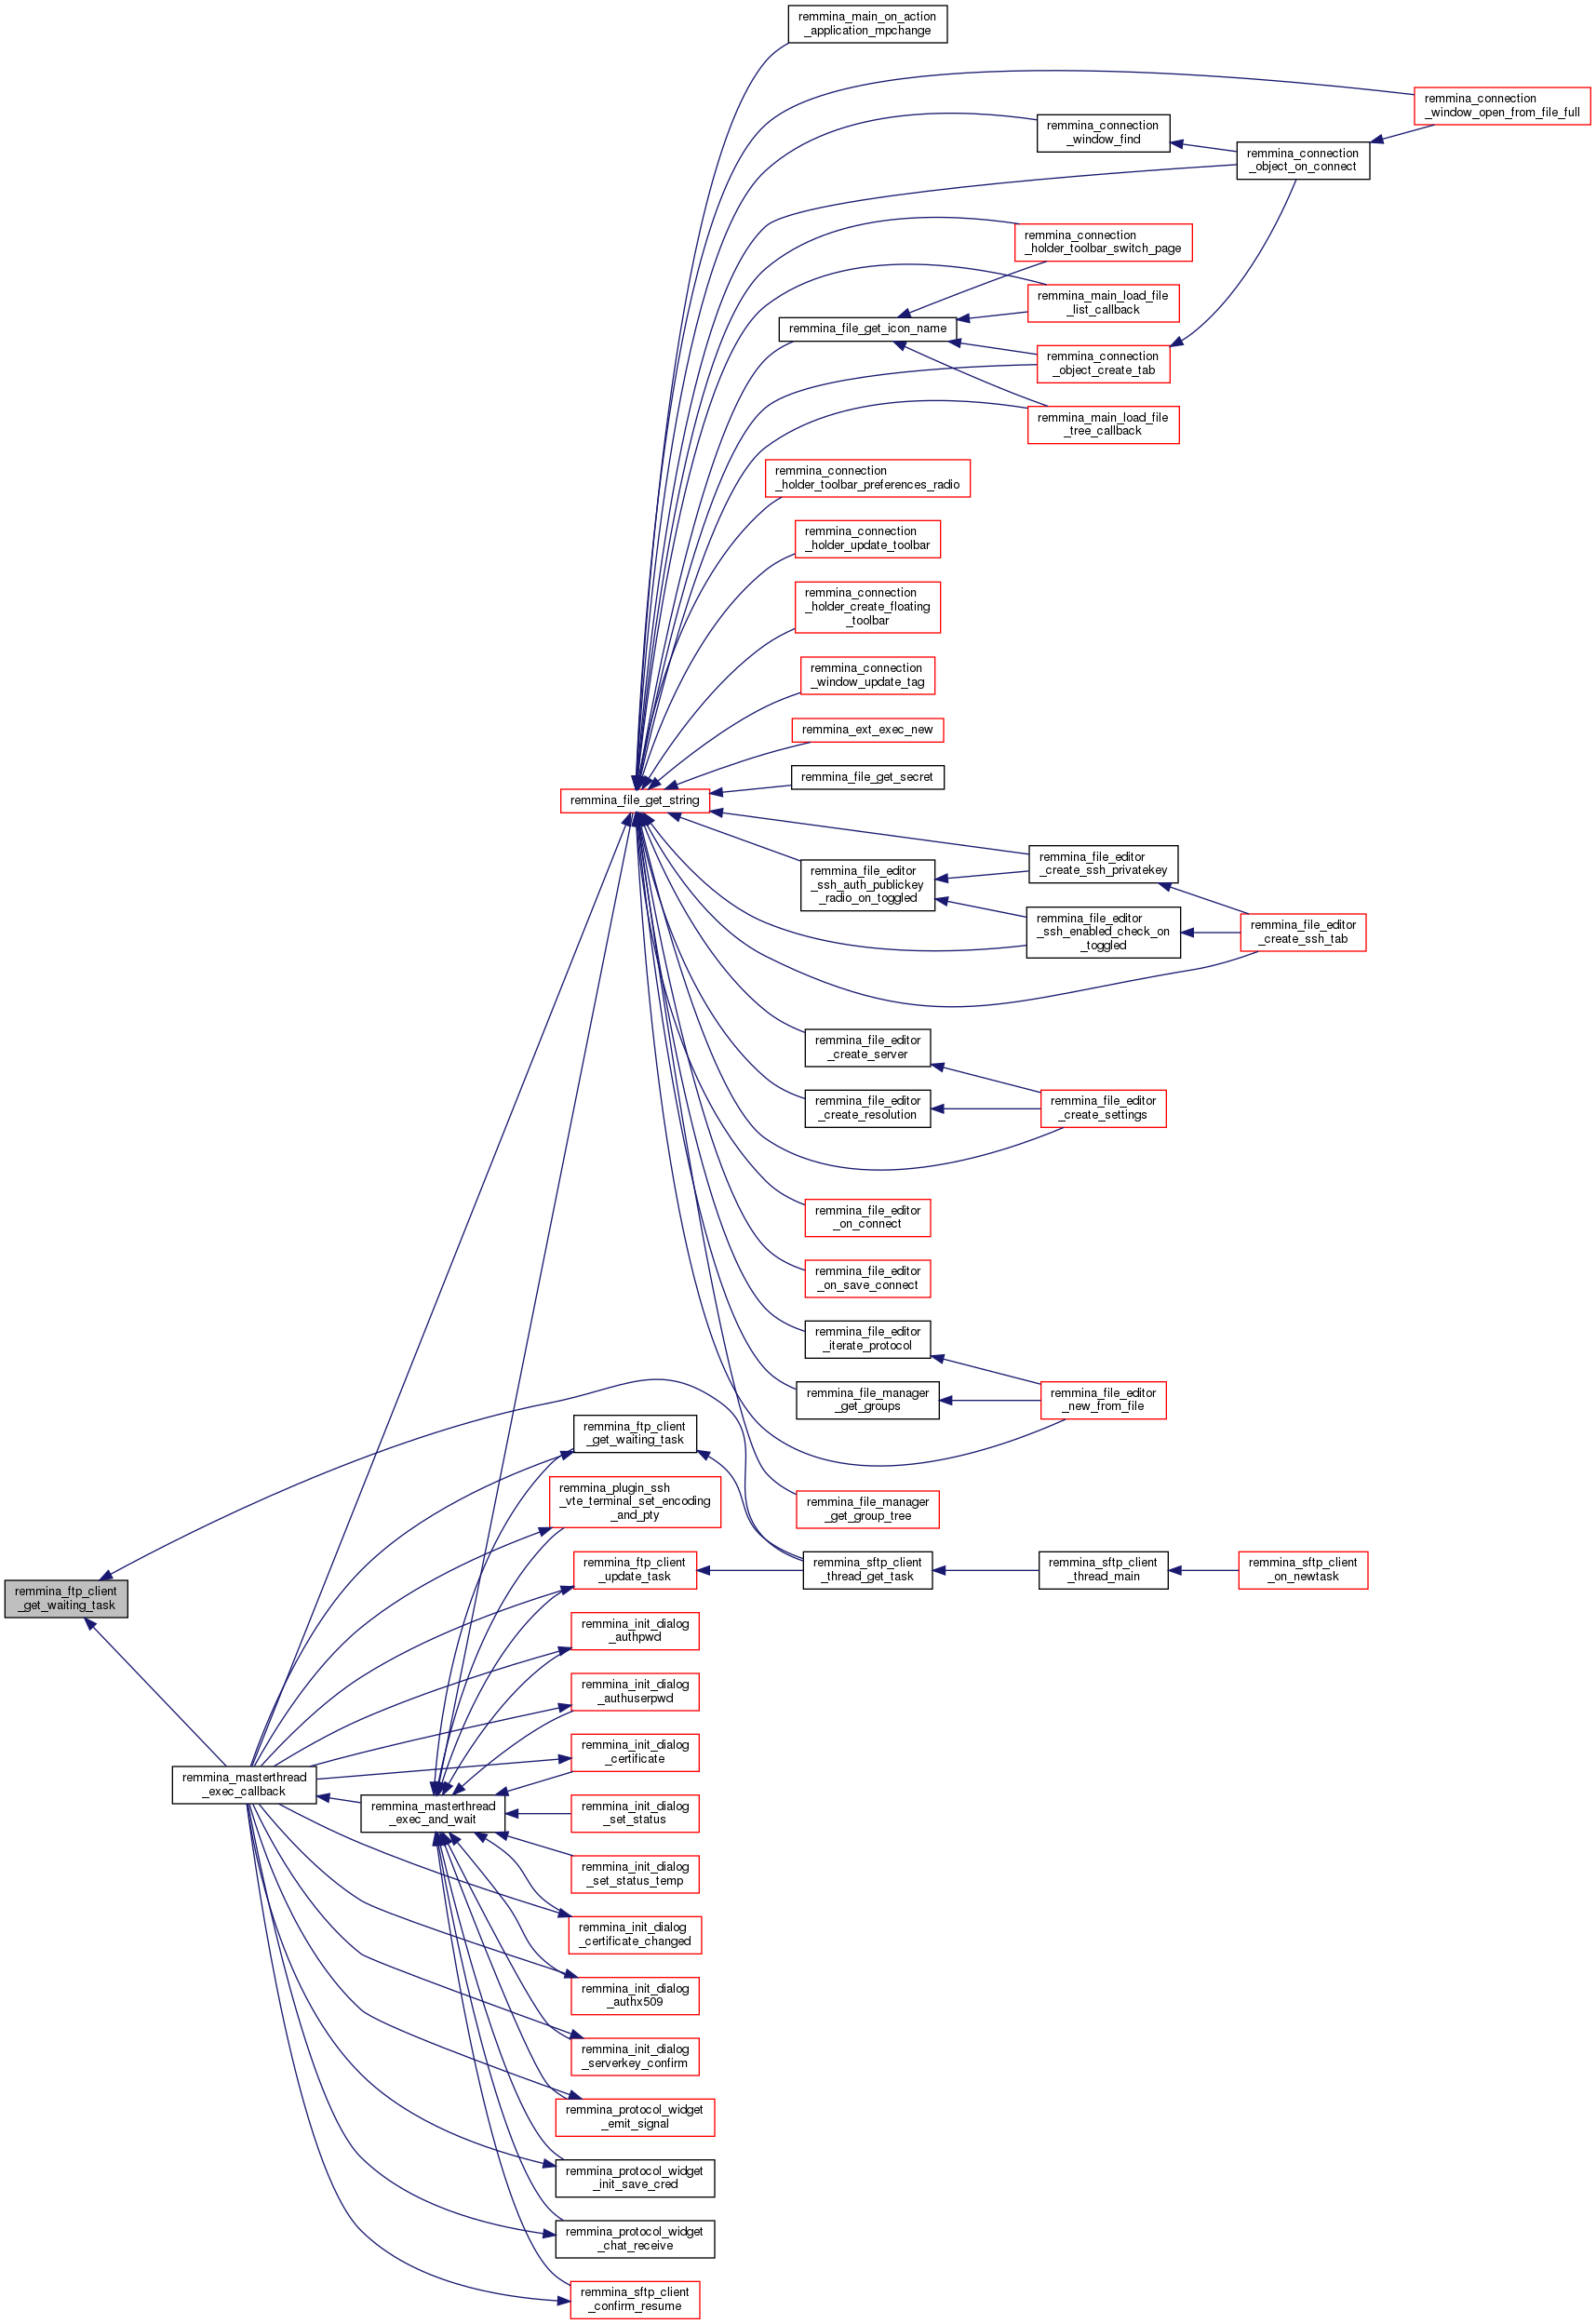 remmina_main_on_action
_application_mpchange
remmina_connection
_window_open_from_file_full
remmina_connection
_window_find
remmina_connection
_object_on_connect
remmina_connection
_holder_toolbar_switch_page
remmina_main_load_file
_list_callback
remmina_file_get_icon_name
remmina_connection
_object_create_tab
remmina_main_load_file
_tree_callback
remmina_connection
_holder_toolbar_preferences_radio
remmina_connection
_holder_update_toolbar
remmina_connection
_holder_create_floating
_toolbar
remmina_connection
_window_update_tag
remmina_ext_exec_new
remmina_file_get_secret
remmina_file_get_string
remmina_file_editor
_create_ssh_privatekey
remmina_file_editor
_ssh_auth_publickey
_radio_on_toggled
remmina_file_editor
_ssh_enabled_check_on
_toggled
remmina_file_editor
_create_ssh_tab
remmina_file_editor
_create_server
remmina_file_editor
_create_resolution
remmina_file_editor
_create_settings
remmina_file_editor
_on_connect
remmina_file_editor
_on_save_connect
remmina_file_editor
_iterate_protocol
remmina_file_manager
_get_groups
remmina_file_editor
_new_from_file
remmina_ftp_client
_get_waiting_task
remmina_plugin_ssh
_vte_terminal_set_encoding
_and_pty
remmina_file_manager
_get_group_tree
remmina_ftp_client
_update_task
remmina_sftp_client
_thread_get_task
remmina_sftp_client
_thread_main
remmina_sftp_client
_on_newtask
remmina_ftp_client
_get_waiting_task
remmina_init_dialog
_authpwd
remmina_init_dialog
_authuserpwd
remmina_init_dialog
_certificate
remmina_masterthread
_exec_callback
remmina_masterthread
_exec_and_wait
remmina_init_dialog
_set_status
remmina_init_dialog
_set_status_temp
remmina_init_dialog
_certificate_changed
remmina_init_dialog
_authx509
remmina_init_dialog
_serverkey_confirm
remmina_protocol_widget
_emit_signal
remmina_protocol_widget
_init_save_cred
remmina_protocol_widget
_chat_receive
remmina_sftp_client
_confirm_resume